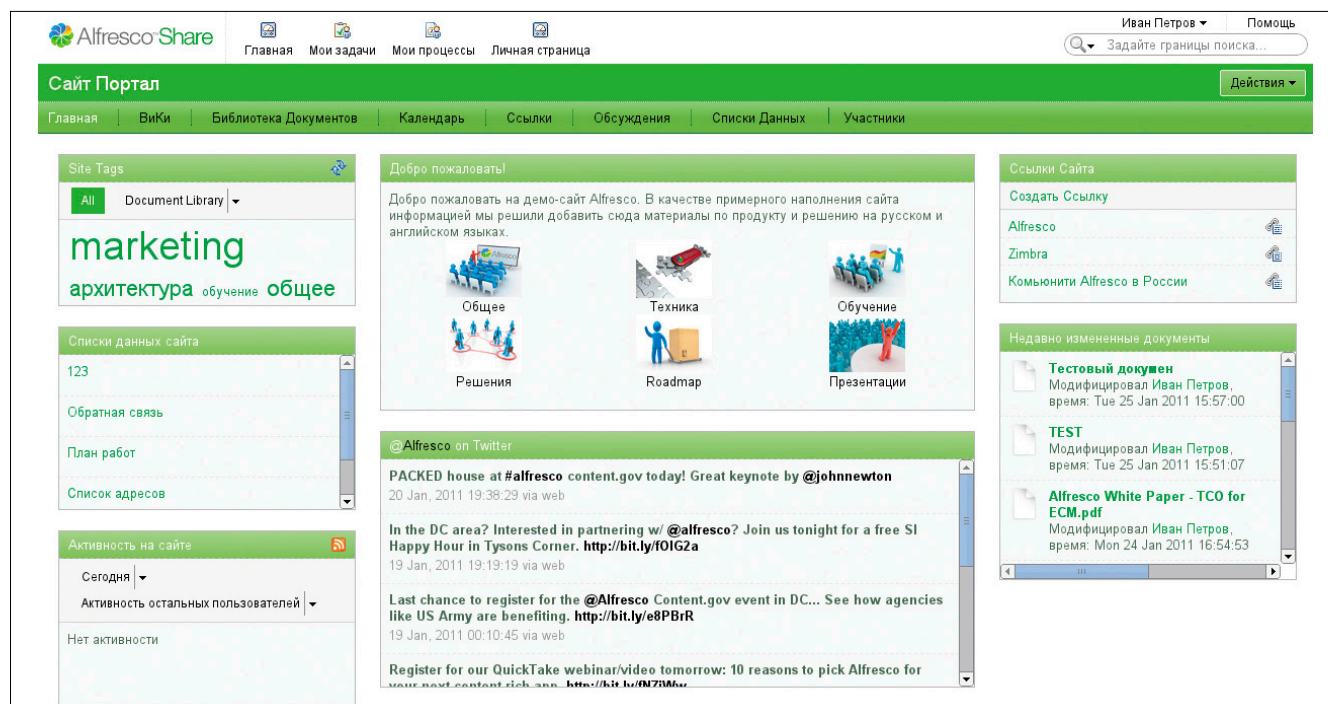 Alfresco Share
Главная Мои задачи Мои процессы Личная страница
Иван Петров Помощь
Задайте границы поиска...
Сайт Портал
Действия
Главная ВиКи Библиотека Документов Календарь Ссылки Обсуждения Списки Данных Участники
Site Tags
All Document Library
marketing
архитектура обучение общее
Списки данных сайта
123
Обратная связь
План работ
Список адресов
Активность на сайте
Сегодня
Активность остальных пользователей
Нет активности
Добро пожаловать!
Добро пожаловать на демо-сайт Alfresco. В качестве примерного наполнения сайта
информацией мы решили добавить сюда материалы по продукту и решению на русском и
английском языках.
Alfresco
Общее Техника Обучение
Решения Roadmap Презентации
@Alfresco on Twitter
PACKED house at #alfresco content.gov today! Great keynote by @johnnewton
20 Jan, 2011 19:38:29 via web
In the DC area? Interested in partnering w/ @alfresco? Join us tonight for a free SI
Happy Hour in Tysons Corner. http://bit.ly/fOIG2a
19 Jan, 2011 19:19:19 via web
Last chance to register for the @Alfresco Content.gov event in DC... See how agencies
like US Army are benefiting. http://bit.ly/e8PBrR
19 Jan, 2011 00:10:45 via web
Register for our QuickTake webinar/video tomorrow: 10 reasons to pick Alfresco for
your next content rich app. http://bit.ly/fN7iWw
Ссылки Сайта
Создать Ссылку
Alfresco
Zimbra
Комьюнити Alfresco в России
Недавно измененные документы
Тестовый докумен
Модифицировал Иван Петров,
время: Tue 25 Jan 2011 15:57:00
TEST
Модифицировал Иван Петров,
время: Tue 25 Jan 2011 15:51:07
Alfresco White Paper - TCO for
ECM.pdf
Модифицировал Иван Петров,
время: Mon 24 Jan 2011 16:54:53